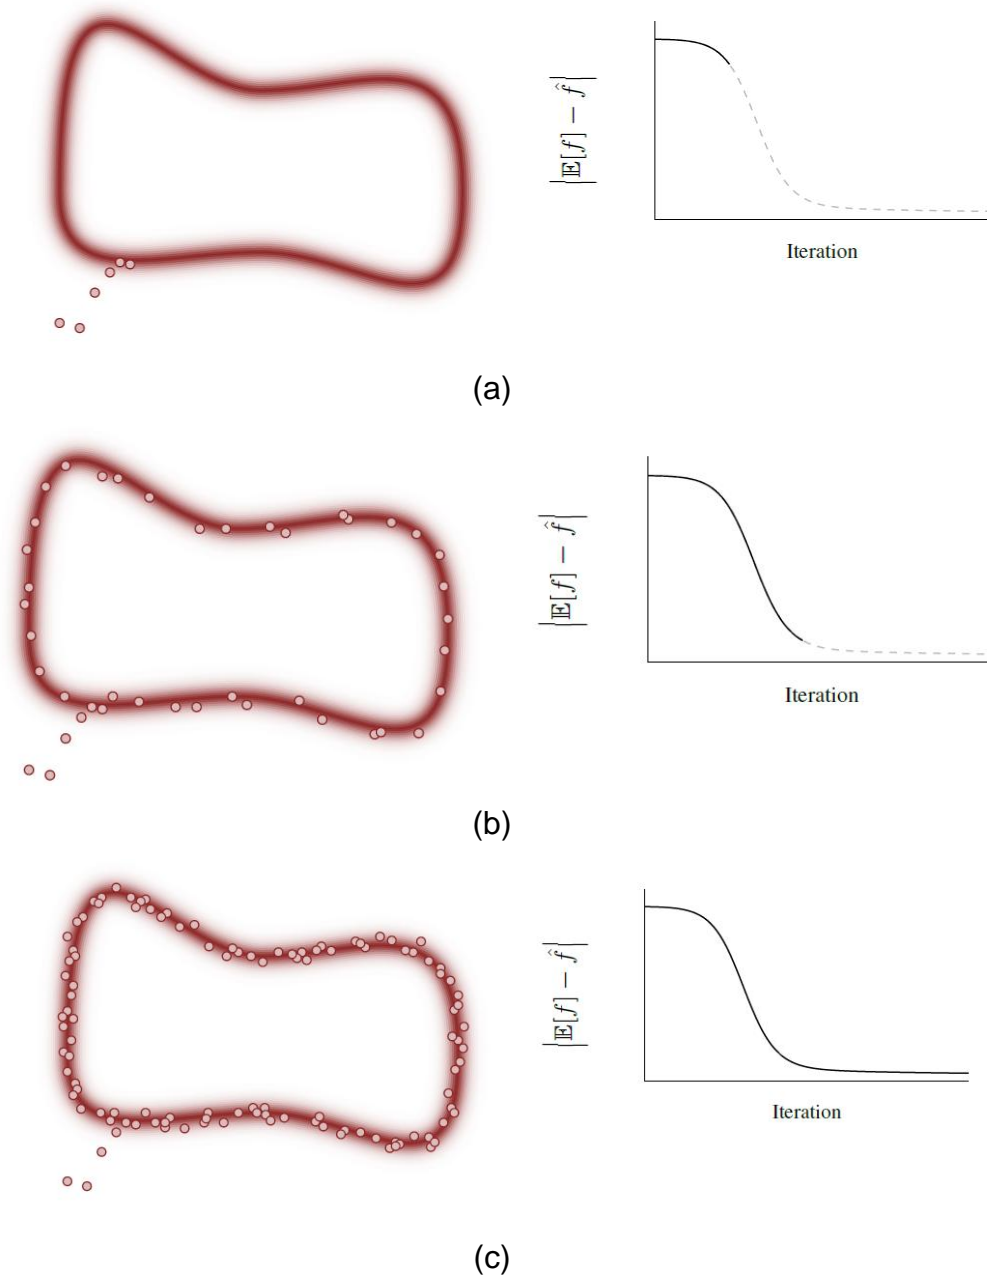 |𝔼[f] − f̂|
Iteration
(a)
|𝔼[f] − f̂|
Iteration
(b)
|𝔼[f] − f̂|
Iteration
(c)